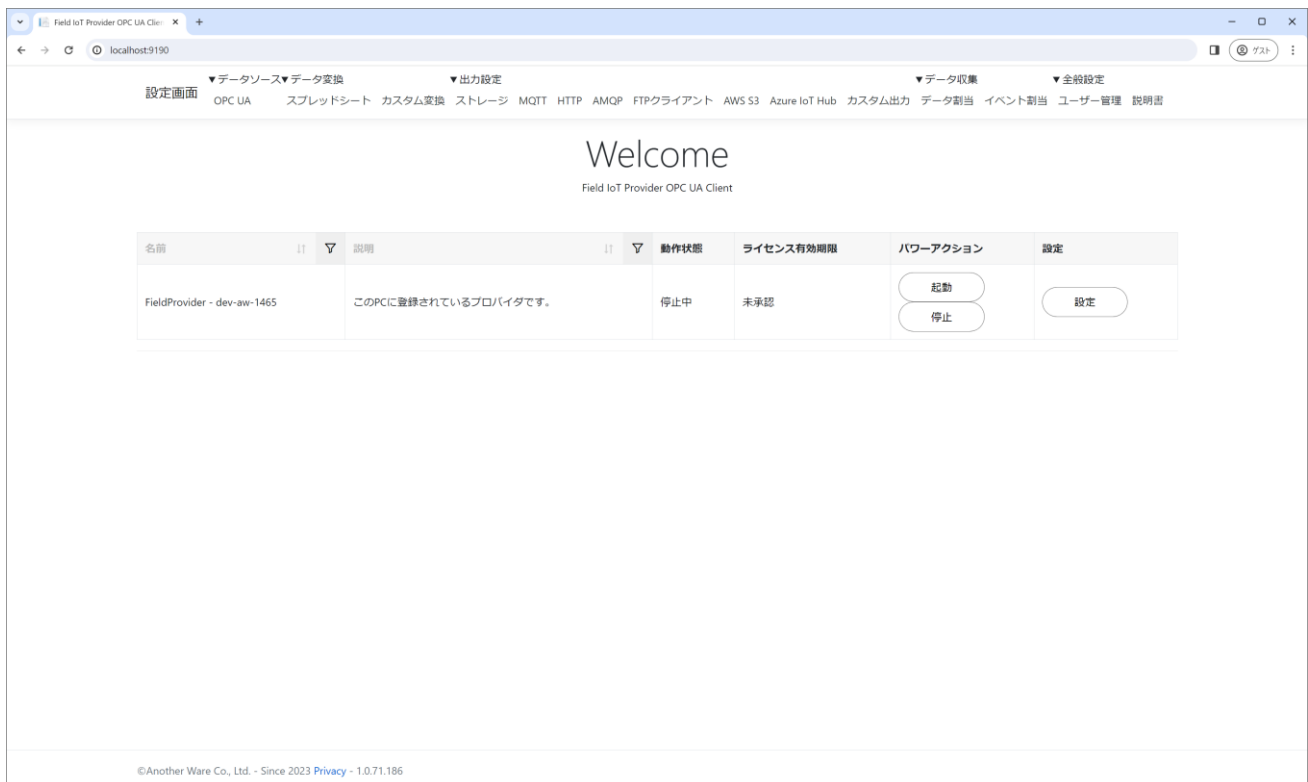 Field IoT Provider OPC UA Clien
localhost:9190
ゲスト
▼データソース▼データ変換 ▼出力設定 ▼データ収集 ▼全般設定
設定画面 OPC UA スプレッドシート カスタム変換 ストレージ MQTT HTTP AMQP FTPクライアント AWS S3 Azure IoT Hub カスタム出力 データ割当 イベント割当 ユーザー管理 説明書
Welcome
Field IoT Provider OPC UA Client
名前 説明 動作状態 ライセンス有効期限 パワーアクション 設定
FieldProvider - dev-aw-1465 このPCに登録されているプロバイダです。 停止中 未承認 起動 設定
停止
©Another Ware Co., Ltd. - Since 2023 Privacy - 1.0.71.186